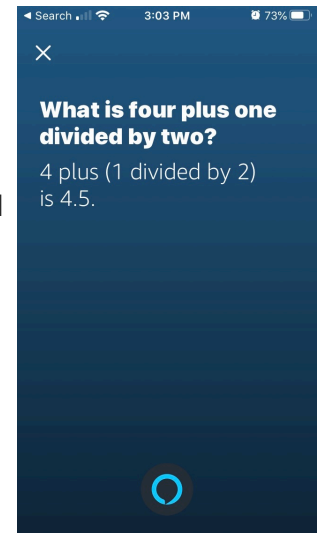 Search 3:03 PM 73%
What is four plus one
divided by two?
4 plus (1 divided by 2)
is 4.5.